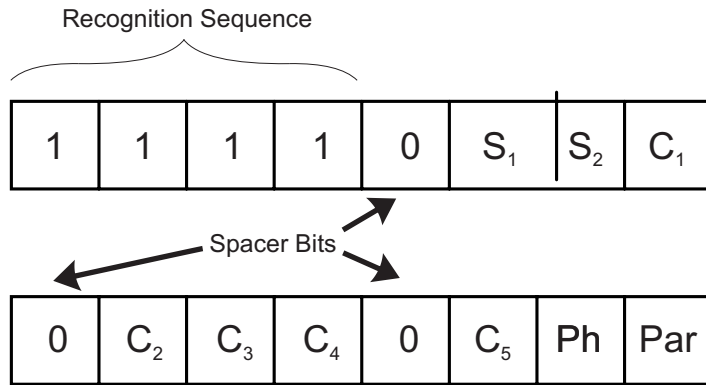 Recognition Sequence
1 1 1 1 0 S₁ S₂ C₁
Spacer Bits
0 C₂ C₃ C₄ 0 C₅ Ph Par